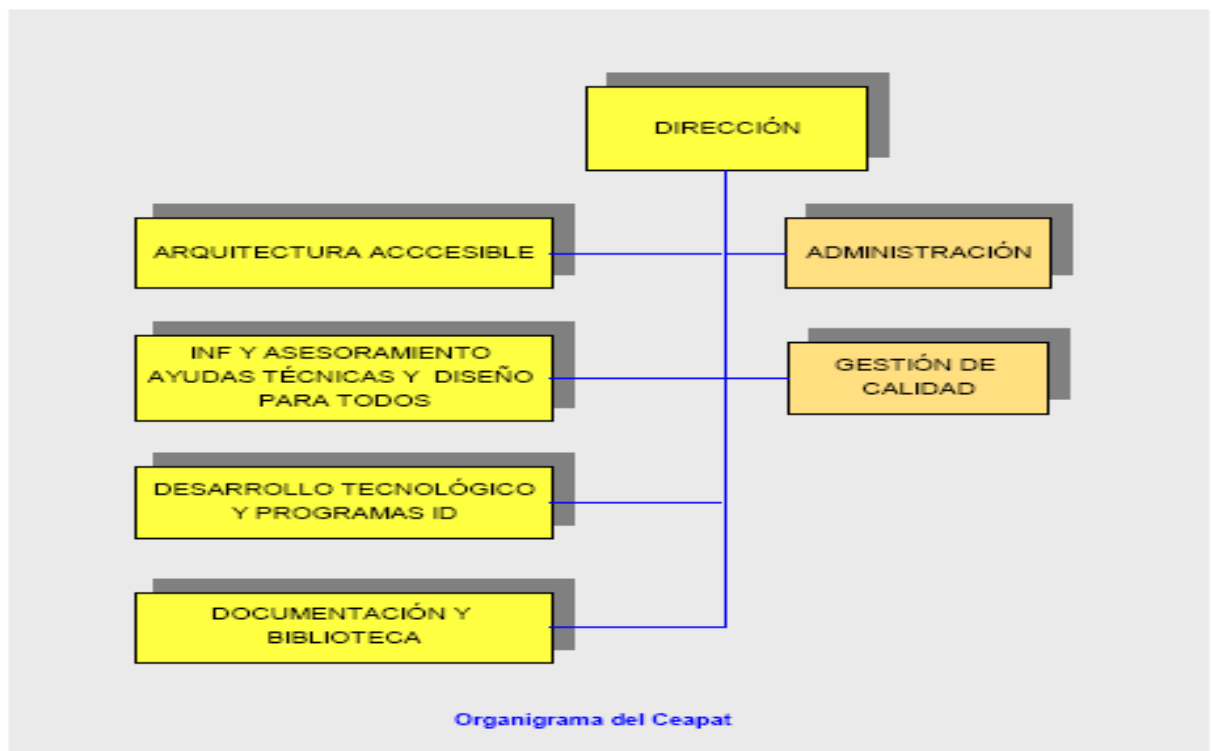 DIRECCIÓN
ARQUITECTURA ACCCESIBLE
ADMINISTRACIÓN
INF Y ASESORAMIENTO
AYUDAS TÉCNICAS Y DISEÑO
PARA TODOS
GESTIÓN DE
CALIDAD
DESARROLLO TECNOLÓGICO
Y PROGRAMAS ID
DOCUMENTACIÓN Y
BIBLIOTECA
Organigrama del Ceapat